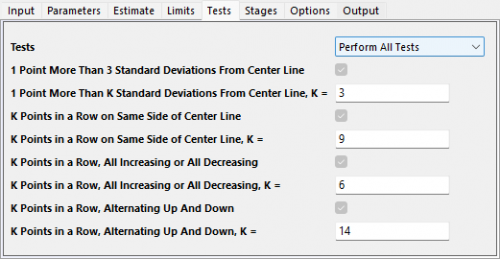 Input Parameters Estimate Limits Tests Stages Options Output
Tests Perform All Tests
1 Point More Than 3 Standard Deviations From Center Line
1 Point More Than K Standard Deviations From Center Line, K = 3
K Points in a Row on Same Side of Center Line
K Points in a Row on Same Side of Center Line, K = 9
K Points in a Row, All Increasing or All Decreasing
K Points in a Row, All Increasing or All Decreasing, K = 6
K Points in a Row, Alternating Up And Down
K Points in a Row, Alternating Up And Down, K = 14